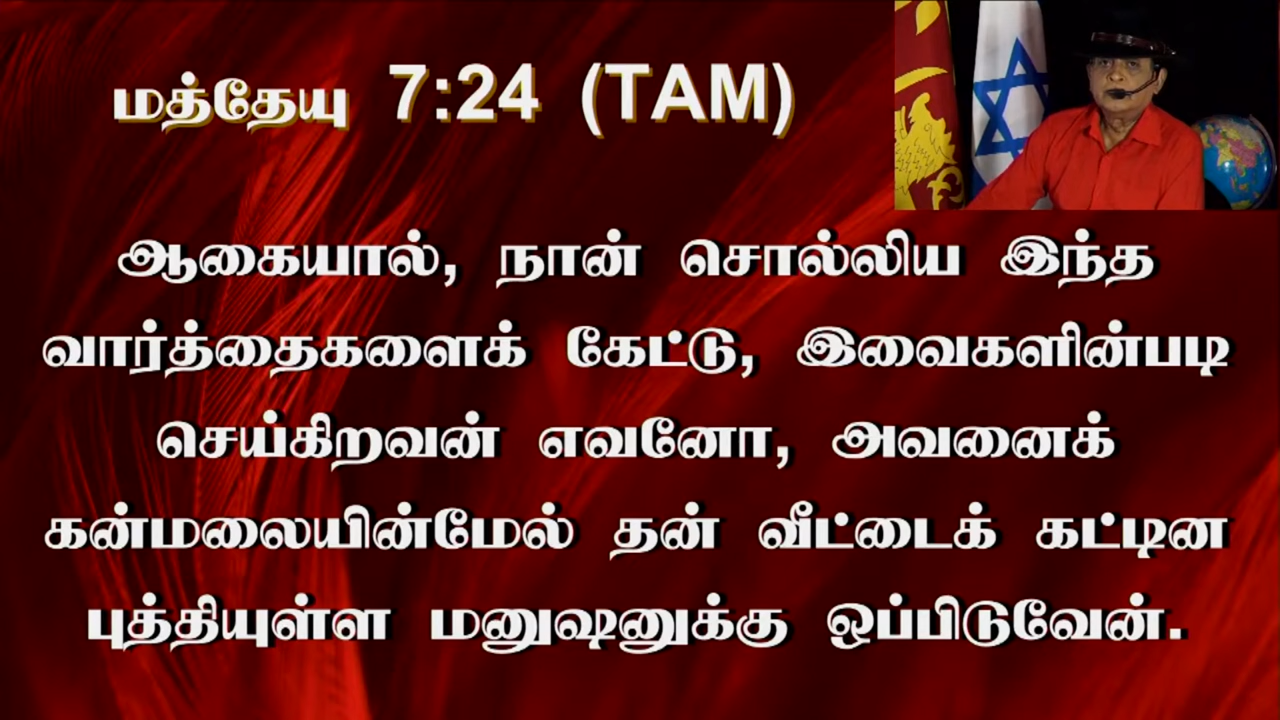 மத்தேயு 7:24 (TAM)
ஆகையால், நான் சொல்லிய இந்த
வார்த்தைகளைக் கேட்டு, இவைகளின்படி
செய்கிறவன் எவனோ, அவனைக்
கன்மலையின்மேல் தன் வீட்டைக் கட்டின
புத்தியுள்ள மனுஷனுக்கு ஒப்பிடுவேன்.